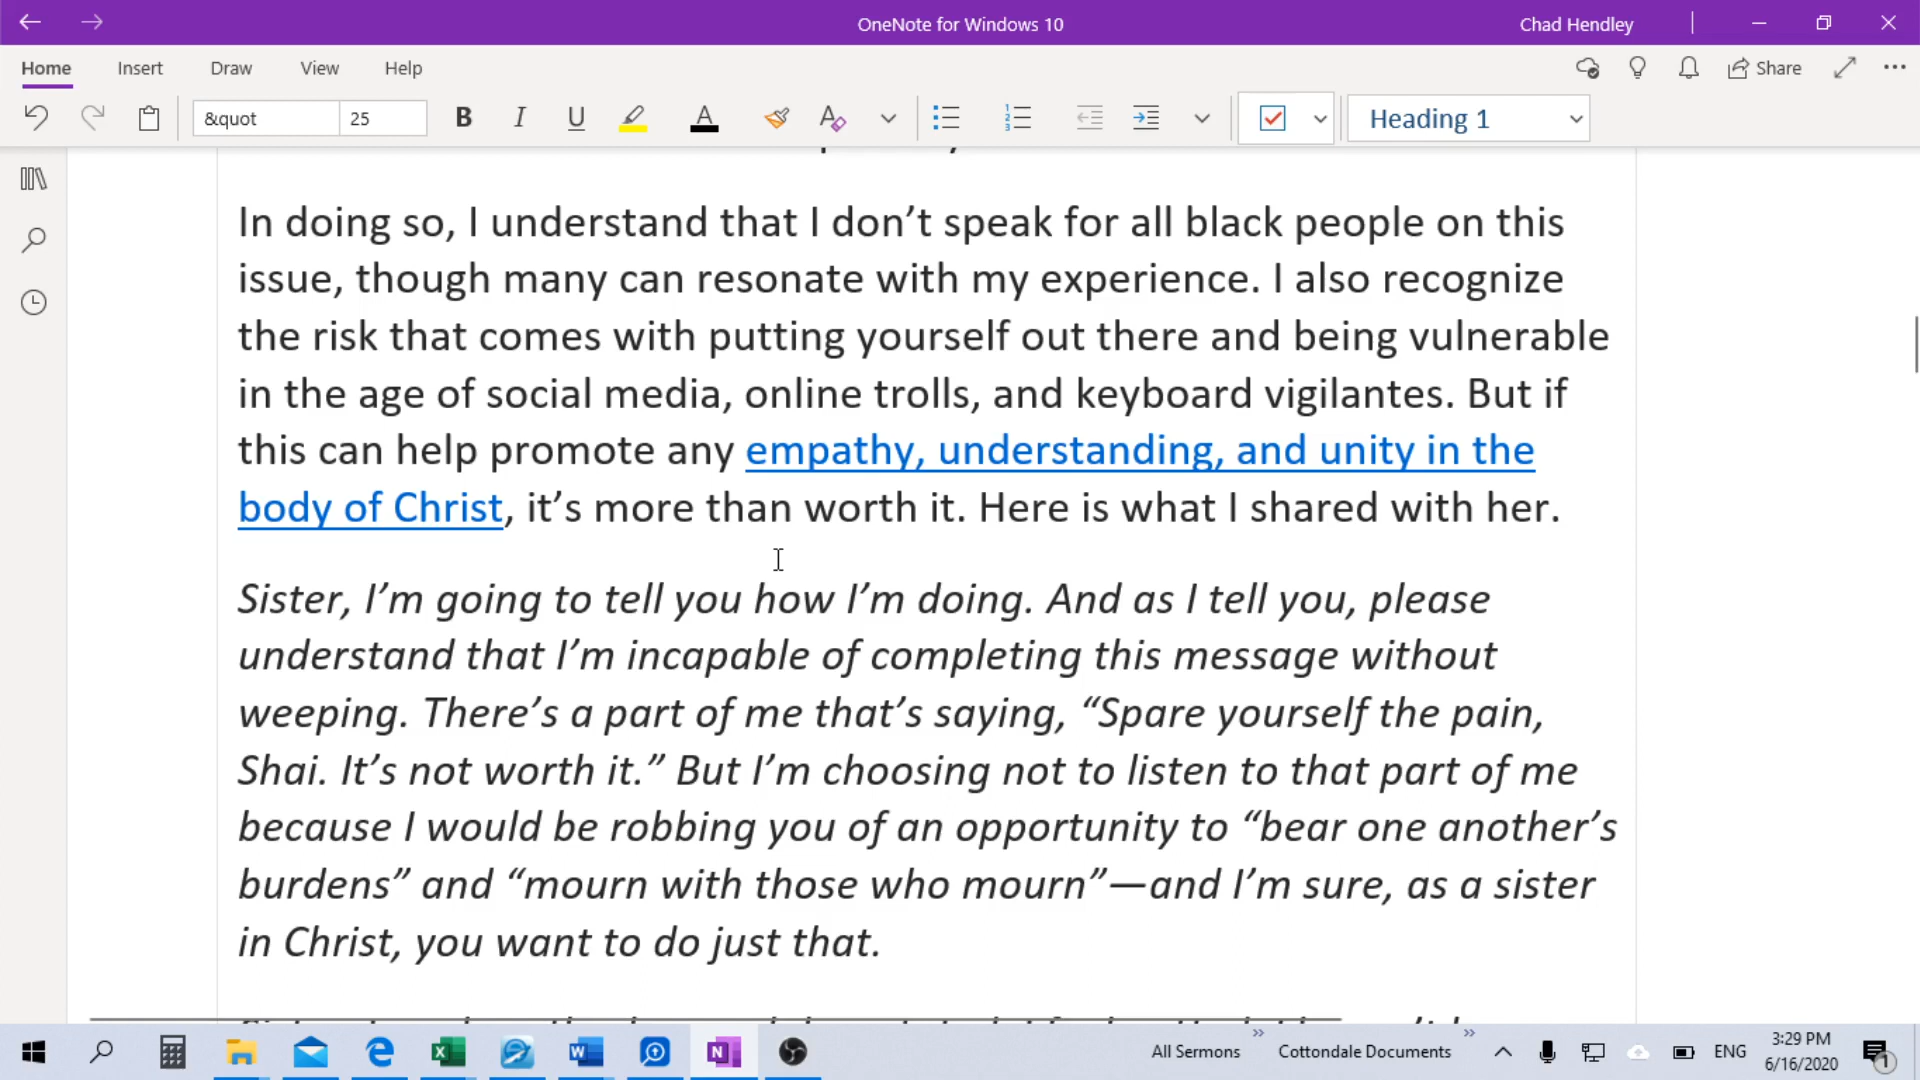 OneNote for Windows 10
Chad Hendley
Home Insert Draw View Help
Share
&quot 25 B I U A A Heading 1
In doing so, I understand that I don’t speak for all black people on this
issue, though many can resonate with my experience. I also recognize
the risk that comes with putting yourself out there and being vulnerable
in the age of social media, online trolls, and keyboard vigilantes. But if
this can help promote any empathy, understanding, and unity in the
body of Christ, it’s more than worth it. Here is what I shared with her.
Sister, I’m going to tell you how I’m doing. And as I tell you, please
understand that I’m incapable of completing this message without
weeping. There’s a part of me that’s saying, “Spare yourself the pain,
Shai. It’s not worth it.” But I’m choosing not to listen to that part of me
because I would be robbing you of an opportunity to “bear one another’s
burdens” and “mourn with those who mourn”—and I’m sure, as a sister
in Christ, you want to do just that.
All Sermons Cottondale Documents ENG 3:29 PM
6/16/2020
1